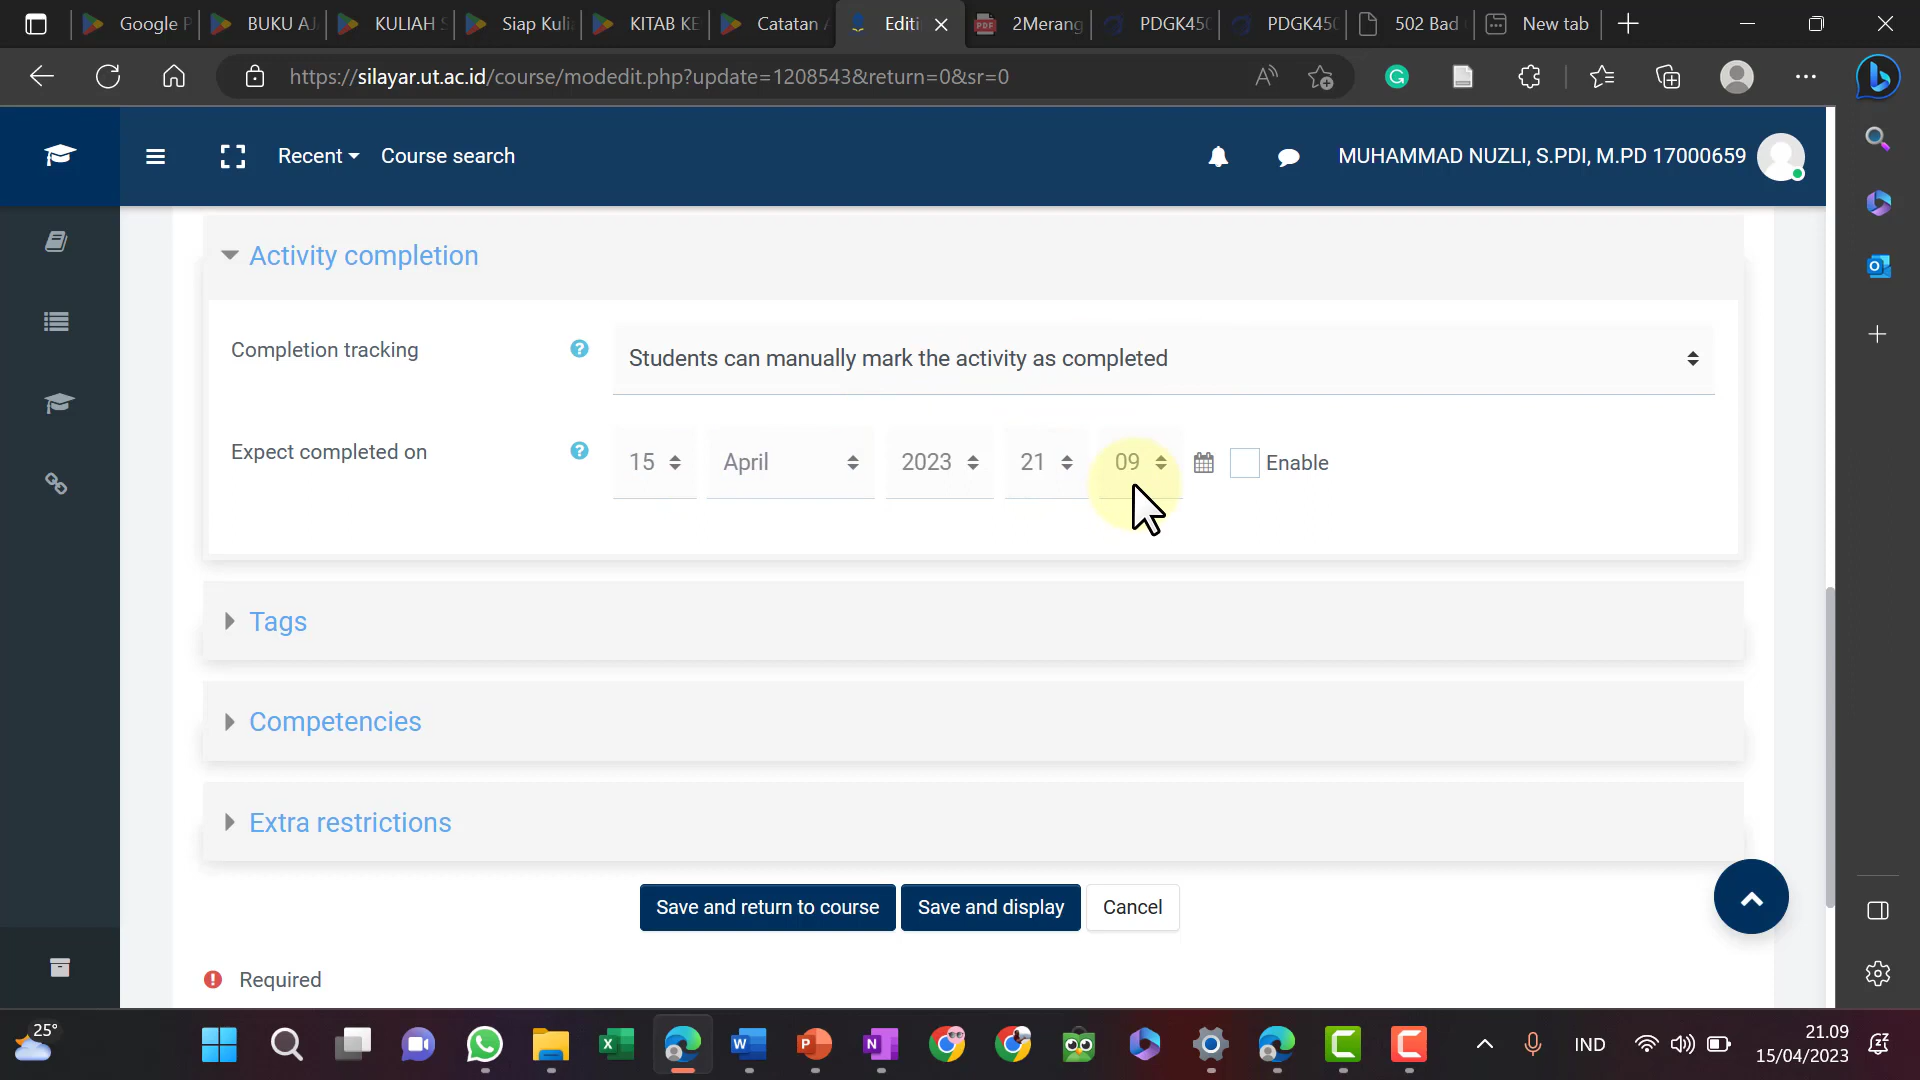 Google P
BUKU AJ
KULIAH S
Siap Kuli
KITAB KE
Catatan
Editi
2Merang
PDGK450
PDGK450
502 Bad
New tab
https://silayar.ut.ac.id/course/modedit.php?update=1208543&return=0&sr=0
Recent
Course search
MUHAMMAD NUZLI, S.PDI, M.PD 17000659
Activity completion
Completion tracking
Students can manually mark the activity as completed
Expect completed on
15 April 2023 21 09 Enable
Tags
Competencies
Extra restrictions
Save and return to course
Save and display
Cancel
Required
25°
IND
21.09
15/04/2023